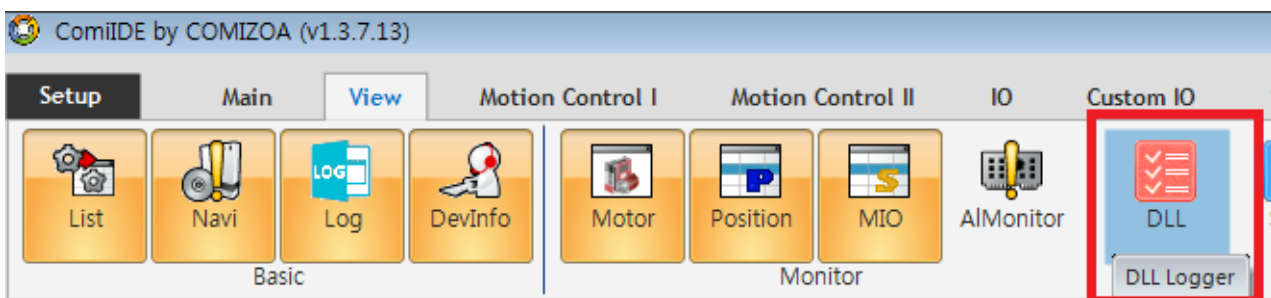 ComiIDE by COMIZOA (v1.3.7.13)
Setup Main View Motion Control I Motion Control II IO Custom IO
LOG P S
List Navi Log DevInfo Motor Position MIO AlMonitor DLL
Basic Monitor DLL Logger